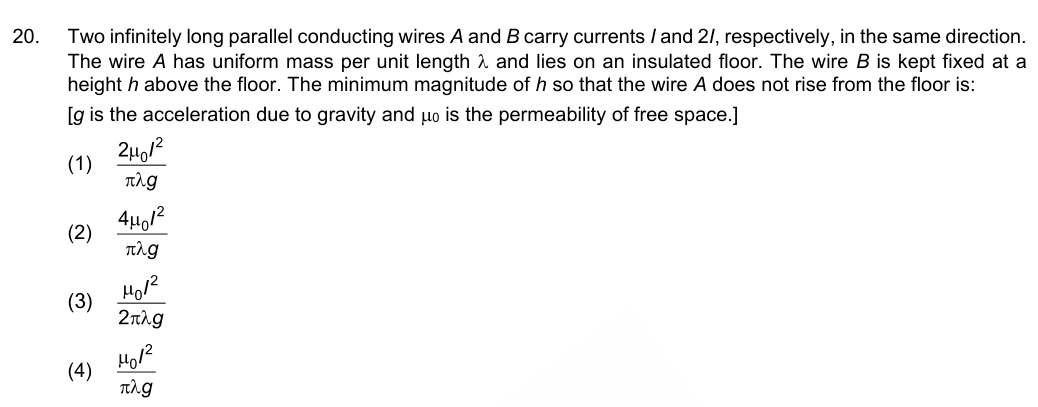 20. Two infinitely long parallel conducting wires A and B carry currents I and 2I, respectively, in the same direction.
The wire A has uniform mass per unit length λ and lies on an insulated floor. The wire B is kept fixed at a
height h above the floor. The minimum magnitude of h so that the wire A does not rise from the floor is:
[g is the acceleration due to gravity and μ₀ is the permeability of free space.]
(1) 2μ₀I²
πλg
(2) 4μ₀I²
πλg
(3) μ₀I²
2πλg
(4) μ₀I²
πλg